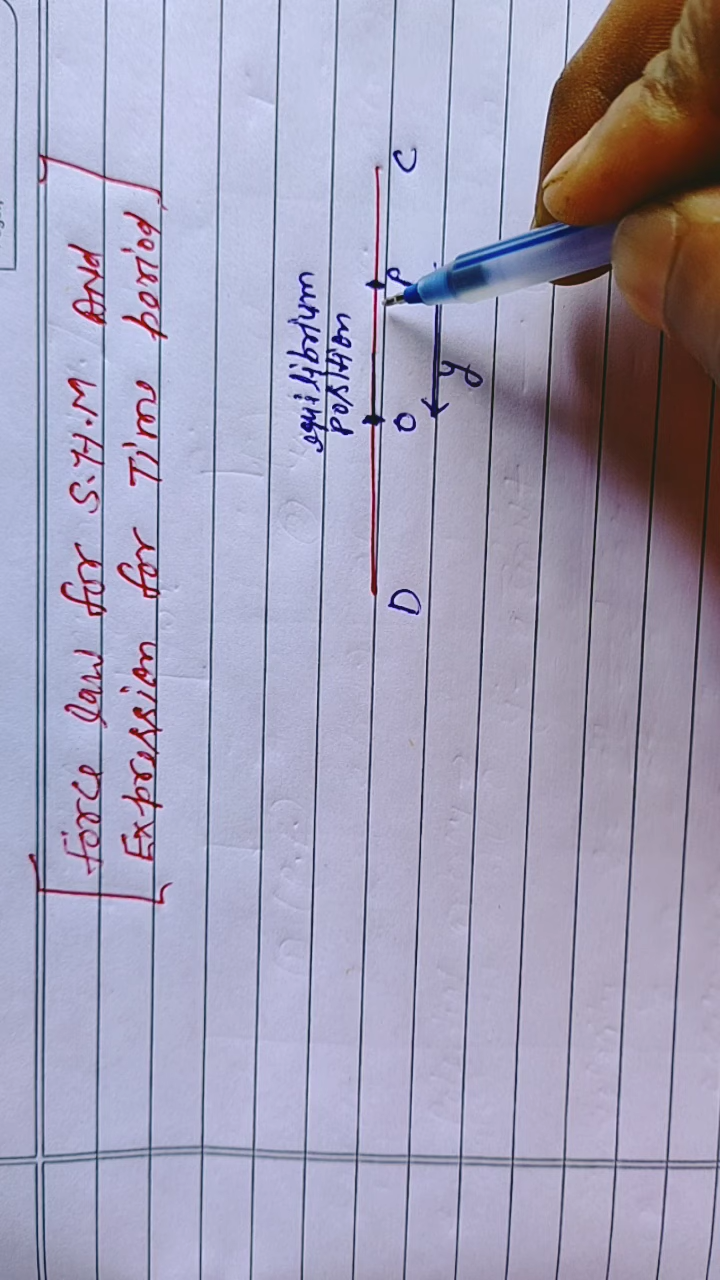 Force law for S.H.M And
Expression for Time period
equilibrium
position
D O P C
y